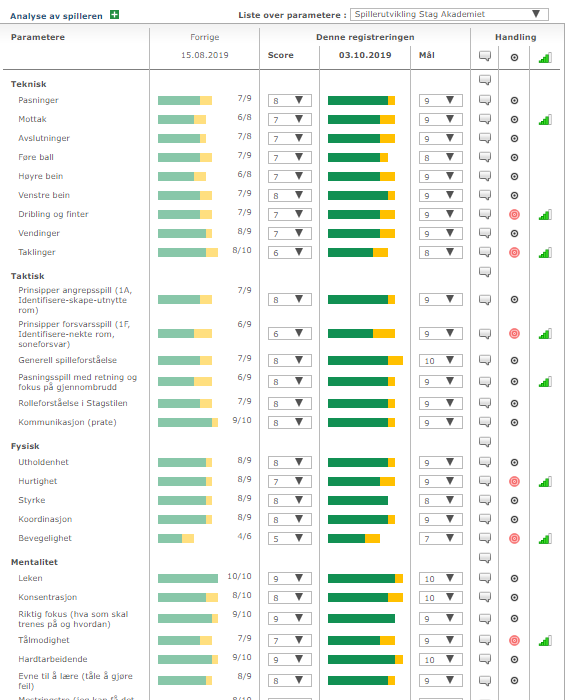 Analyse av spilleren
Liste over parametere : Spillerutvikling Stag Akademiet
Parametere Forrige Denne registreringen Handling
15.08.2019 Score 03.10.2019 Mål
Teknisk
Pasninger 7/9 8 9
Mottak 6/8 7 9
Avslutninger 7/8 7 9
Føre ball 7/9 7 8
Høyre bein 6/8 7 9
Venstre bein 7/9 8 9
Dribling og finter 7/9 7 9
Vendinger 8/9 7 9
Taklinger 8/10 6 8
Taktisk
Prinsipper angrepsspill (1A, 7/9
Identifisere-skape-utnytte 8 9
rom)
Prinsipper forsvarsspill (1F, 6/9
Identifisere-nekte rom, 6 9
soneforsvar)
Generell spilleforståelse 7/9 8 10
Pasningsspill med retning og 6/9 8 9
fokus på gjennombrudd
Rolleforståelse i Stagstilen 7/9 8 9
Kommunikasjon (prate) 9/10 8 9
Fysisk
Utholdenhet 8/9 8 9
Hurtighet 8/9 7 9
Styrke 8/9 8 8
Koordinasjon 8/9 8 9
Bevegelighet 4/6 5 7
Mentalitet
Leken 10/10 9 10
Konsentrasjon 8/10 8 10
Riktig fokus (hva som skal 9/10 9 9
trenes på og hvordan)
Tålmodighet 7/9 7 9
Hardtarbeidende 9/10 9 10
Evne til å lære (tåle å gjøre 8/9 8 9
feil)